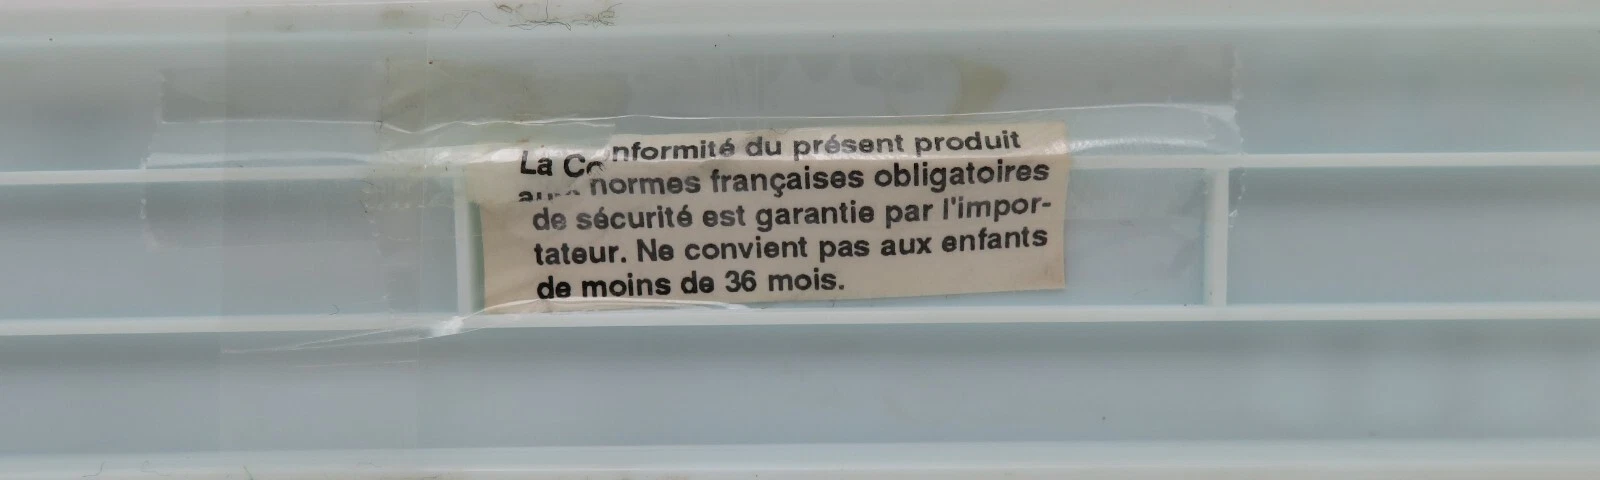 La Conformité du présent produit
aux normes françaises obligatoires
de sécurité est garantie par l'impor-
tateur. Ne convient pas aux enfants
de moins de 36 mois.